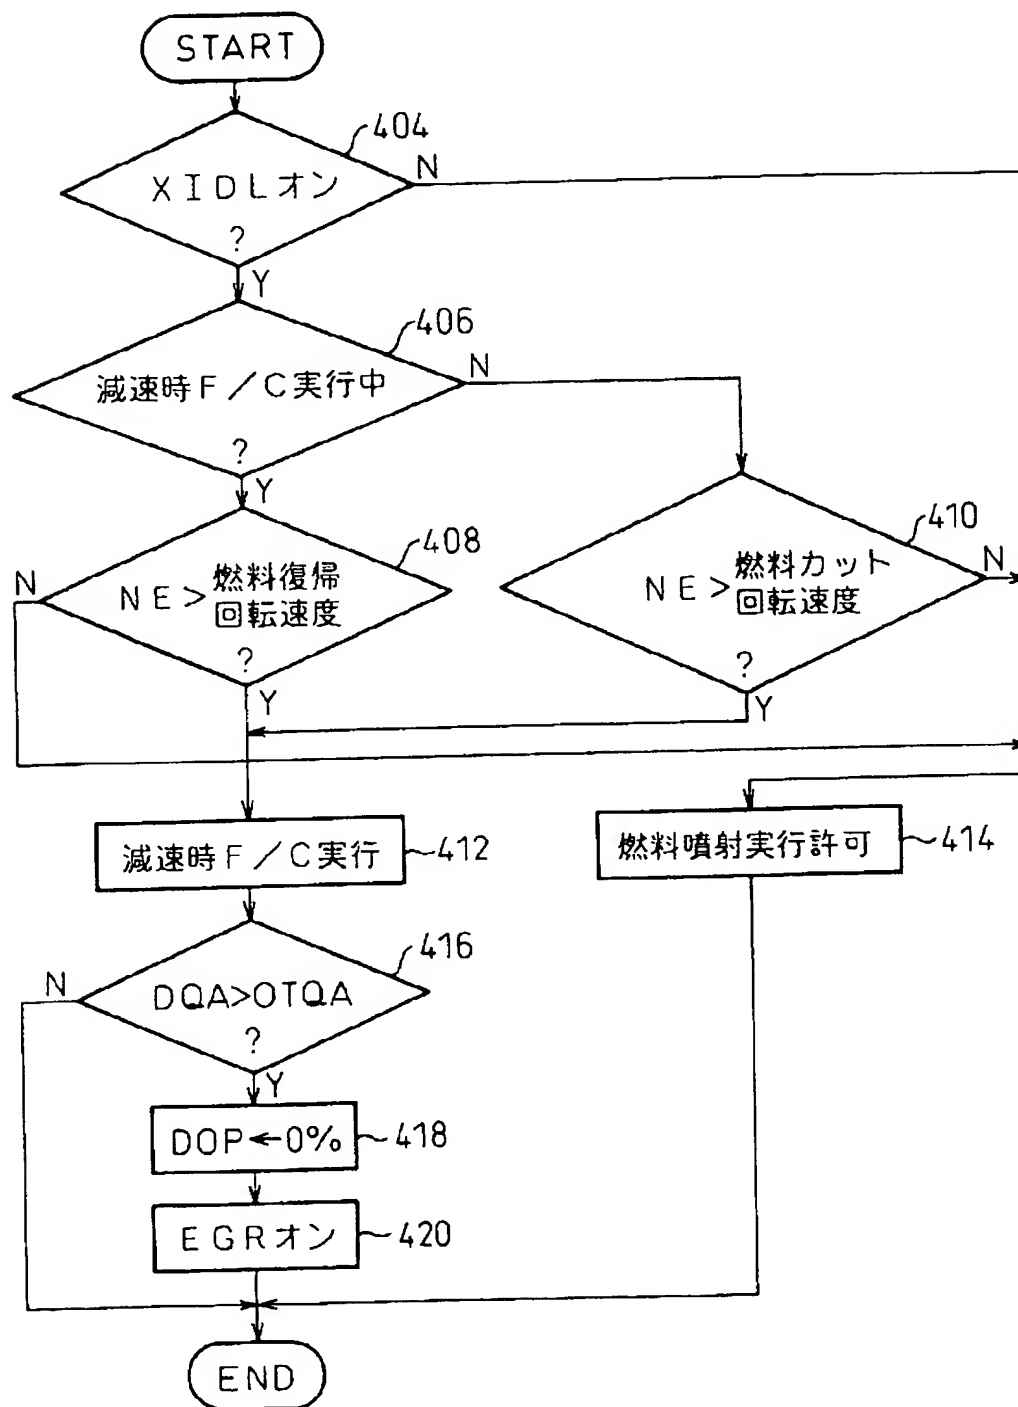 START
404
XIDLオン
N
?
Y
406
減速時F/C実行中
N
?
Y
408
N
NE>燃料復帰
回転速度
?
Y
410
NE>燃料カット
回転速度
N
?
Y
減速時F/C実行
412
燃料噴射実行許可
414
416
N
DQA>OTQA
?
Y
DOP←0%
418
EGRオン
420
END